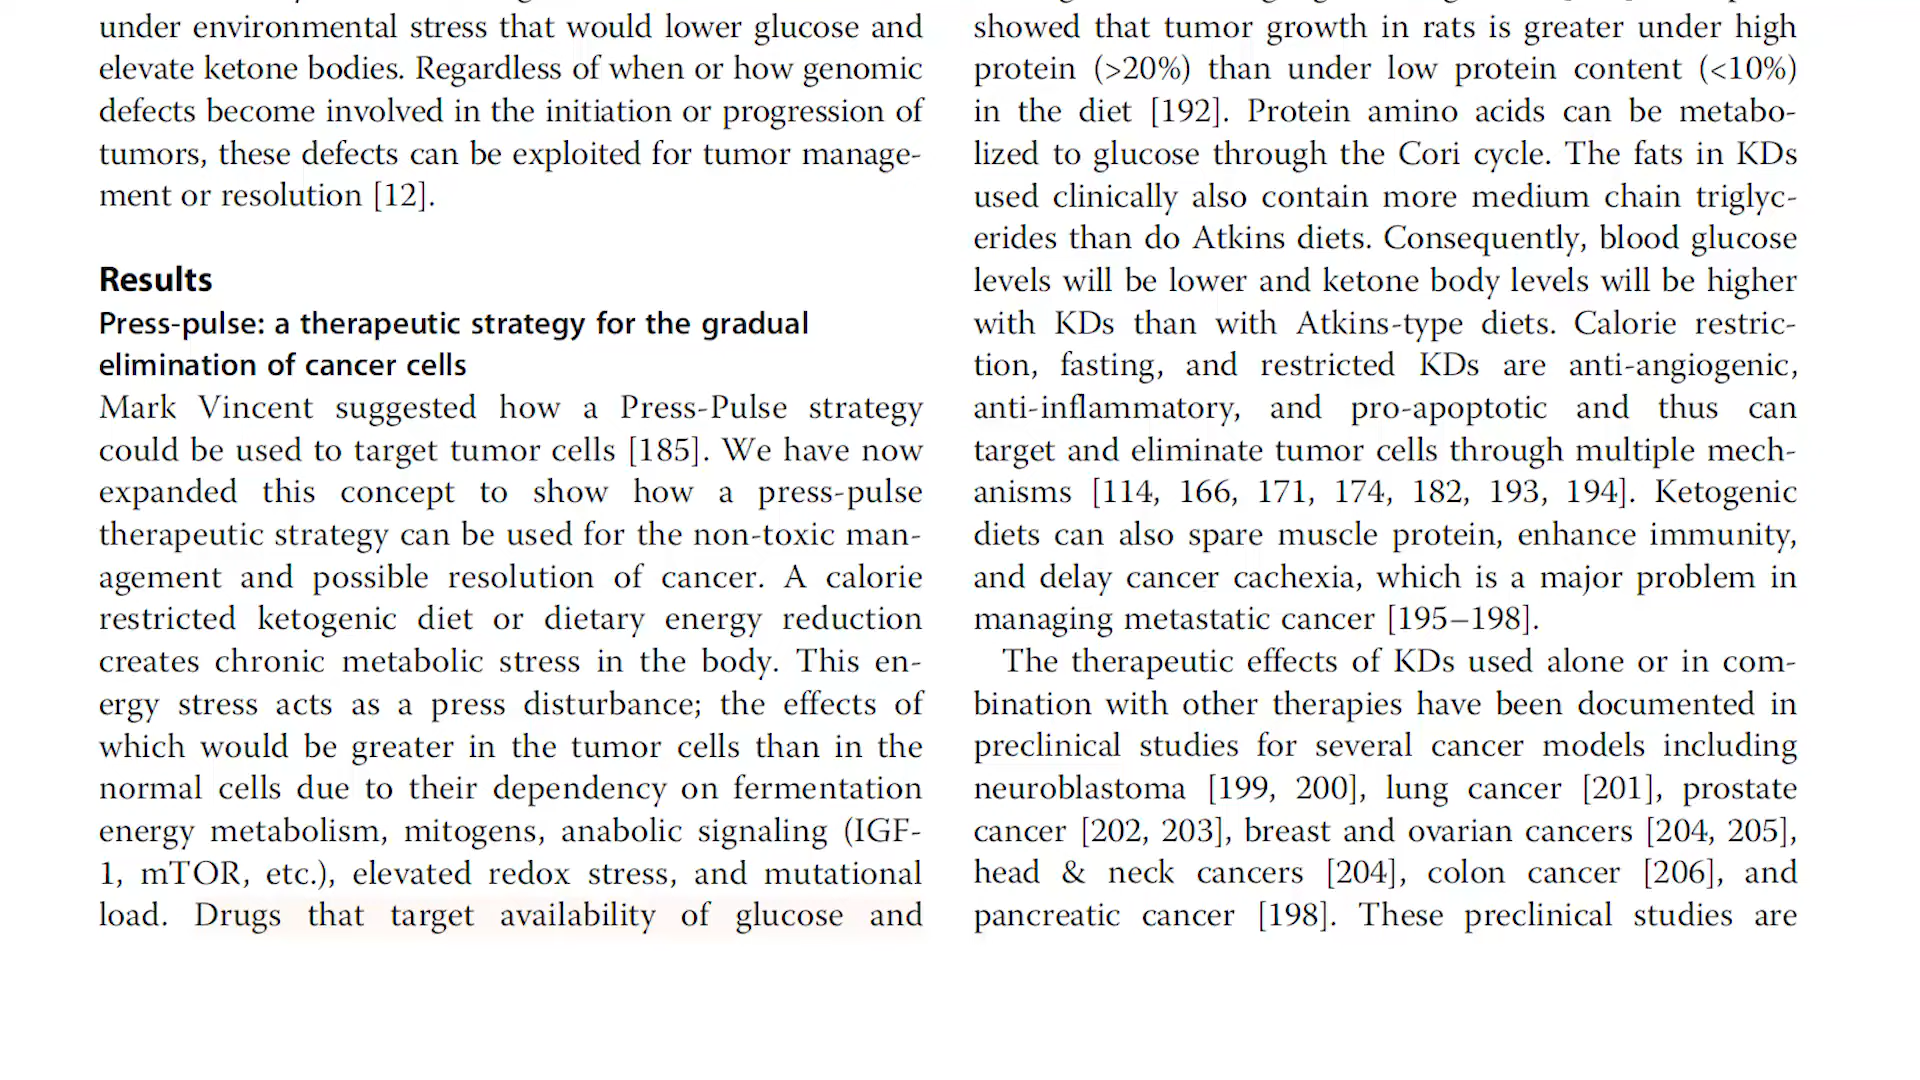 under environmental stress that would lower glucose and
elevate ketone bodies. Regardless of when or how genomic
defects become involved in the initiation or progression of
tumors, these defects can be exploited for tumor manage-
ment or resolution [12].
Results
Press-pulse: a therapeutic strategy for the gradual
elimination of cancer cells
Mark Vincent suggested how a Press-Pulse strategy
could be used to target tumor cells [185]. We have now
expanded this concept to show how a press-pulse
therapeutic strategy can be used for the non-toxic man-
agement and possible resolution of cancer. A calorie
restricted ketogenic diet or dietary energy reduction
creates chronic metabolic stress in the body. This en-
ergy stress acts as a press disturbance; the effects of
which would be greater in the tumor cells than in the
normal cells due to their dependency on fermentation
energy metabolism, mitogens, anabolic signaling (IGF-
1, mTOR, etc.), elevated redox stress, and mutational
load. Drugs that target availability of glucose and
showed that tumor growth in rats is greater under high
protein (>20%) than under low protein content (<10%)
in the diet [192]. Protein amino acids can be metabo-
lized to glucose through the Cori cycle. The fats in KDs
used clinically also contain more medium chain triglyc-
erides than do Atkins diets. Consequently, blood glucose
levels will be lower and ketone body levels will be higher
with KDs than with Atkins-type diets. Calorie restric-
tion, fasting, and restricted KDs are anti-angiogenic,
anti-inflammatory, and pro-apoptotic and thus can
target and eliminate tumor cells through multiple mech-
anisms [114, 166, 171, 174, 182, 193, 194]. Ketogenic
diets can also spare muscle protein, enhance immunity,
and delay cancer cachexia, which is a major problem in
managing metastatic cancer [195–198].
The therapeutic effects of KDs used alone or in com-
bination with other therapies have been documented in
preclinical studies for several cancer models including
neuroblastoma [199, 200], lung cancer [201], prostate
cancer [202, 203], breast and ovarian cancers [204, 205],
head & neck cancers [204], colon cancer [206], and
pancreatic cancer [198]. These preclinical studies are